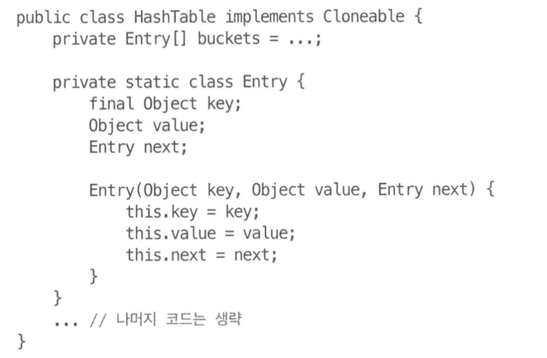 public class HashTable implements Cloneable {
    private Entry[] buckets = ...;

    private static class Entry {
        final Object key;
        Object value;
        Entry next;

        Entry(Object key, Object value, Entry next) {
            this.key = key;
            this.value = value;
            this.next = next;
        }
    }
    ... // 나머지 코드는 생략
}